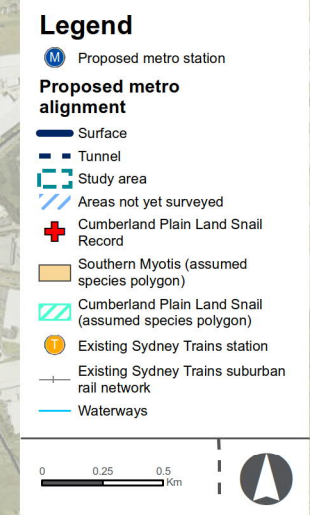 Legend
M Proposed metro station
Proposed metro
alignment
Surface
Tunnel
Study area
Areas not yet surveyed
Cumberland Plain Land Snail
Record
Southern Myotis (assumed
species polygon)
Cumberland Plain Land Snail
(assumed species polygon)
T Existing Sydney Trains station
Existing Sydney Trains suburban
rail network
Waterways
0 0.25 0.5
Km